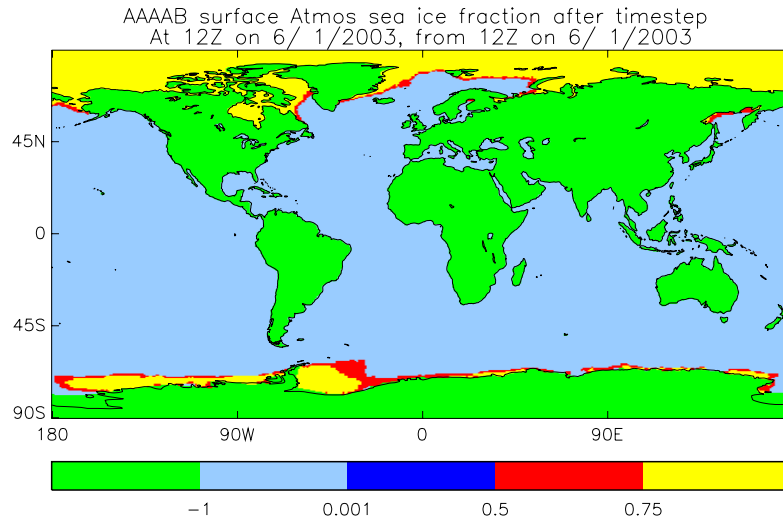 AAAAB surface Atmos sea ice fraction after timestep
At 12Z on 6/ 1/2003, from 12Z on 6/ 1/2003
45N
0
45S
90S
180 90W 0 90E
-1 0.001 0.5 0.75